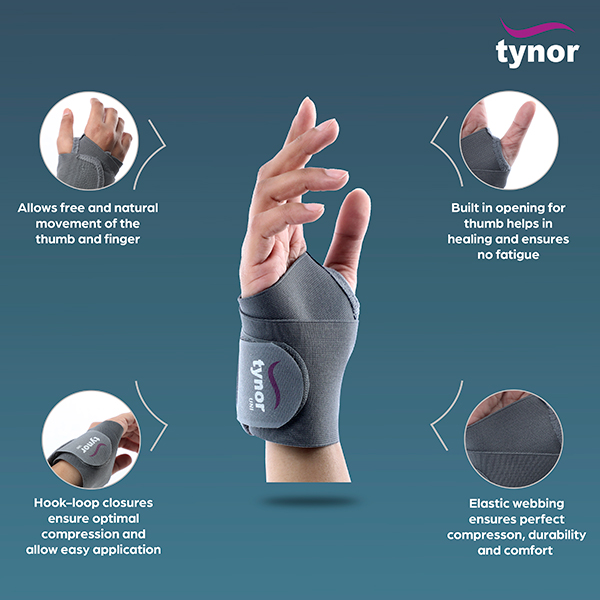 tynor
Allows free and natural
movement of the
thumb and finger
Built in opening for
thumb helps in
healing and ensures
no fatigue
tynor
UNI
tynor
Hook-loop closures
ensure optimal
compression and
allow easy application
Elastic webbing
ensures perfect
compresson, durability
and comfort